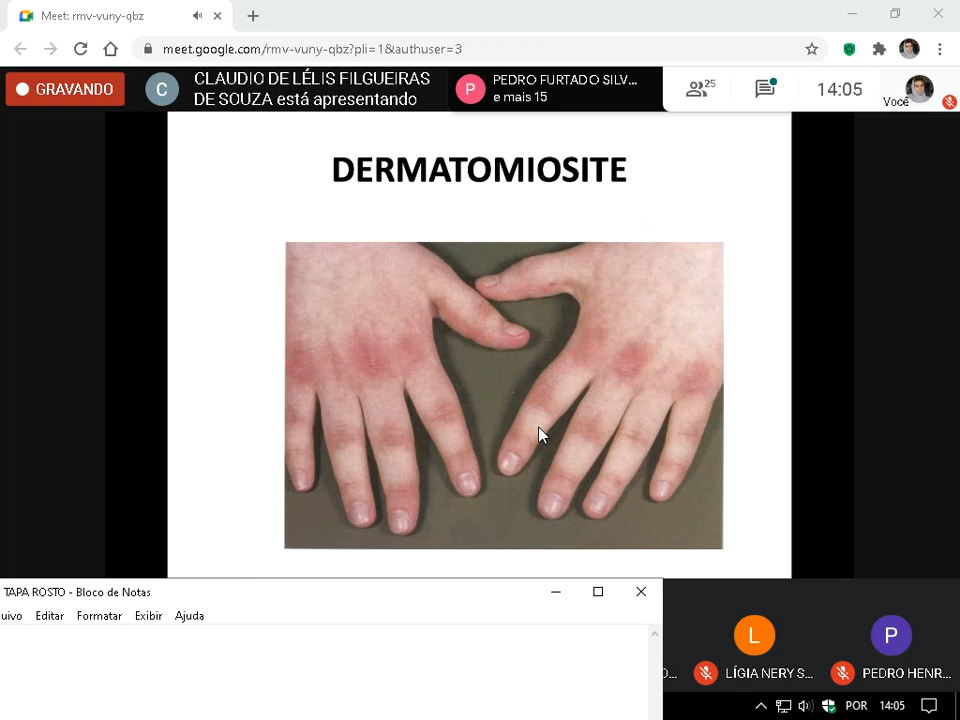 Meet: rmv-vuny-qbz
meet.google.com/rmv-vuny-qbz?pli=1&authuser=3
GRAVANDO
C
CLAUDIO DE LÉLIS FILGUEIRAS
DE SOUZA está apresentando
P
PEDRO FURTADO SILV...
e mais 15
25
14:05
Você
DERMATOMIOSITE
TAPA ROSTO - Bloco de Notas
uivo Editar Formatar Exibir Ajuda
L
P
O...
LÍGIA NERY S...
PEDRO HENR...
POR
14:05